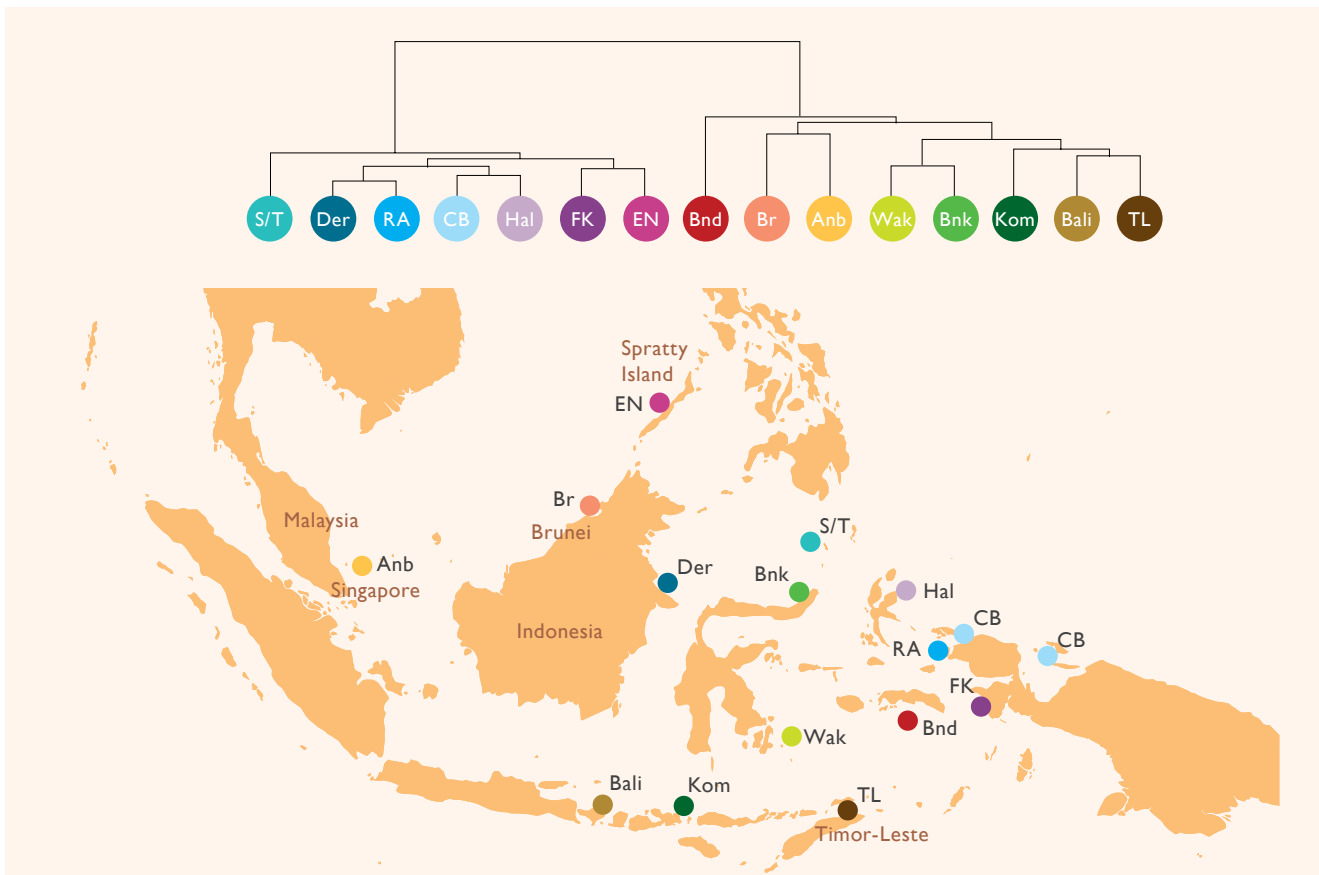 S/T Der RA CB Hal FK EN Bnd Br Anb Wak Bnk Kom Bali TL
Spratty
Island
EN
Br
Brunei
Malaysia
Anb
Singapore
S/T
Der
Bnk
Hal
Indonesia
CB
RA
CB
FK
Bnd
Wak
Bali
Kom
TL
Timor-Leste